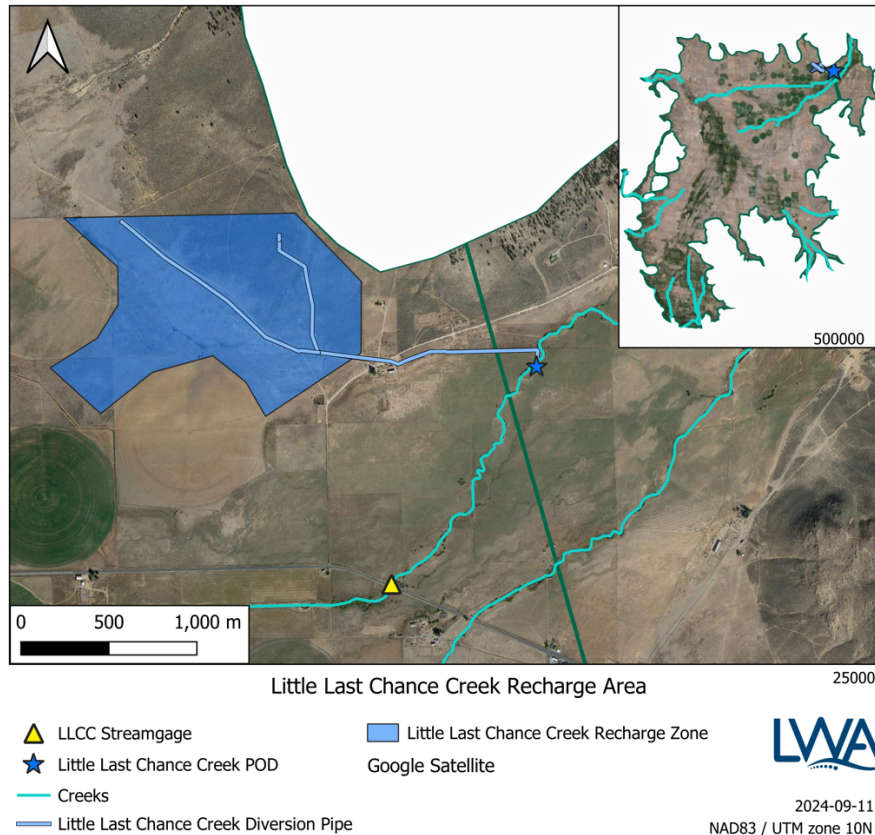 500000
0 500 1,000 m
Little Last Chance Creek Recharge Area
25000
LLCC Streamgage
Little Last Chance Creek POD
Creeks
Little Last Chance Creek Diversion Pipe
Little Last Chance Creek Recharge Zone
Google Satellite
LWA
2024-09-11
NAD83 / UTM zone 10N